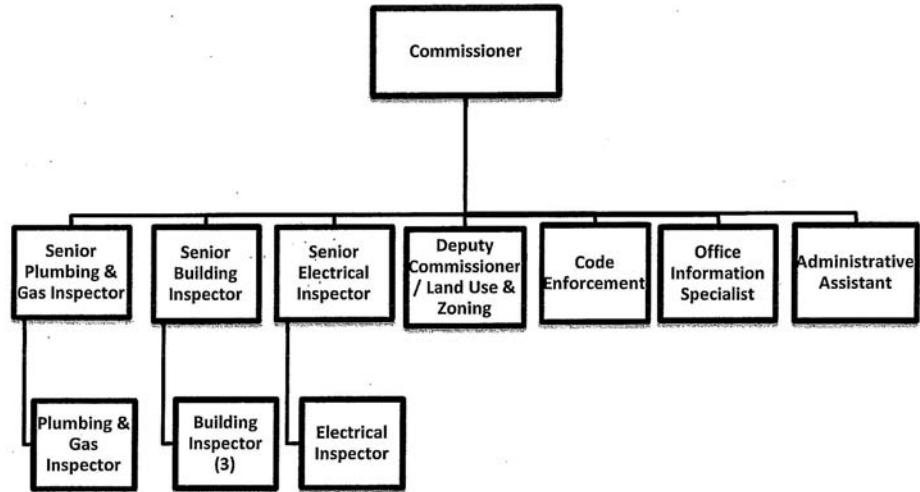 Commissioner
Senior
Plumbing &
Gas Inspector
Senior
Building
Inspector
Senior
Electrical
Inspector
Deputy
Commissioner
/ Land Use &
Zoning
Code
Enforcement
Office
Information
Specialist
Administrative
Assistant
Plumbing &
Gas
Inspector
Building
Inspector
(3)
Electrical
Inspector